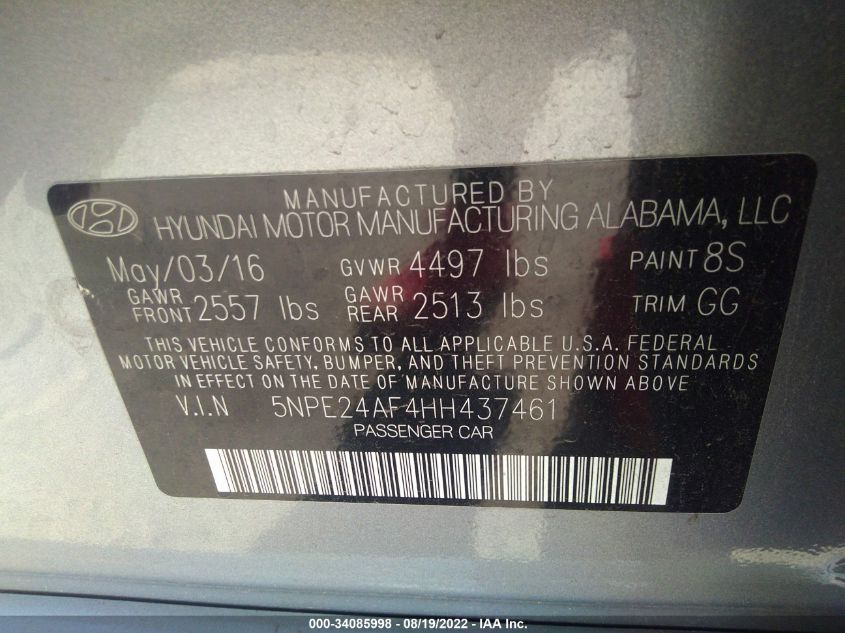 MANUFACTURED BY
HYUNDAI MOTOR MANUFACTURING ALABAMA, LLC
May/03/16 GVWR 4497 lbs PAINT 8S
GAWR FRONT 2557 lbs GAWR REAR 2513 lbs TRIM GG
THIS VEHICLE CONFORMS TO ALL APPLICABLE U.S.A. FEDERAL
MOTOR VEHICLE SAFETY, BUMPER, AND THEFT PREVENTION STANDARDS
IN EFFECT ON THE DATE OF MANUFACTURE SHOWN ABOVE
V.I.N 5NPE24AF4HH437461
PASSENGER CAR
000-34085998 - 08/19/2022 - IAA Inc.